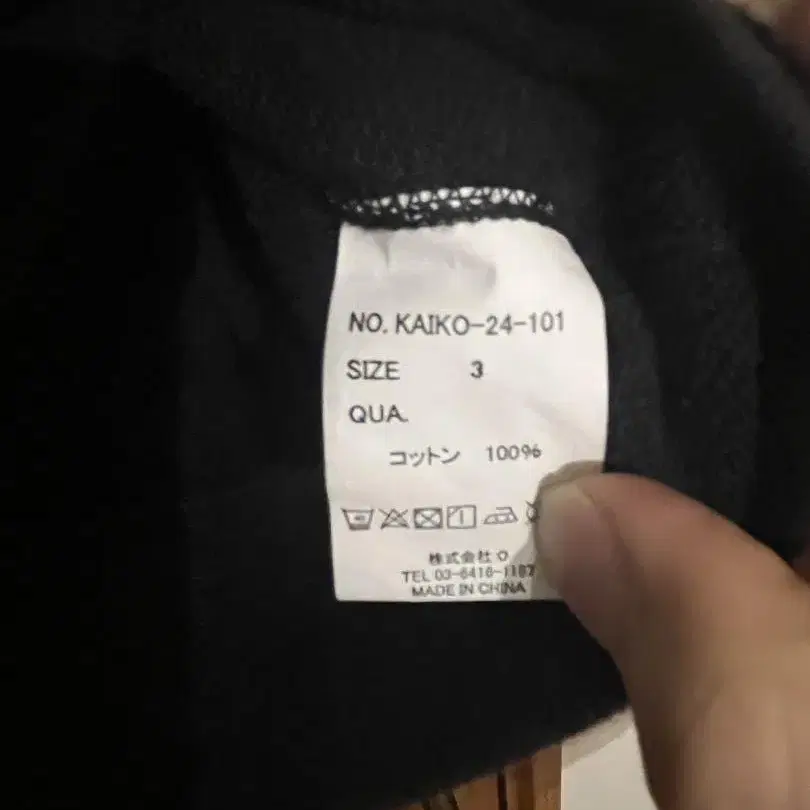 NO. KAIKO-24-101
SIZE 3
QUA.
コットン 100%
株式会社 O
TEL 03-6416-1187
MADE IN CHINA